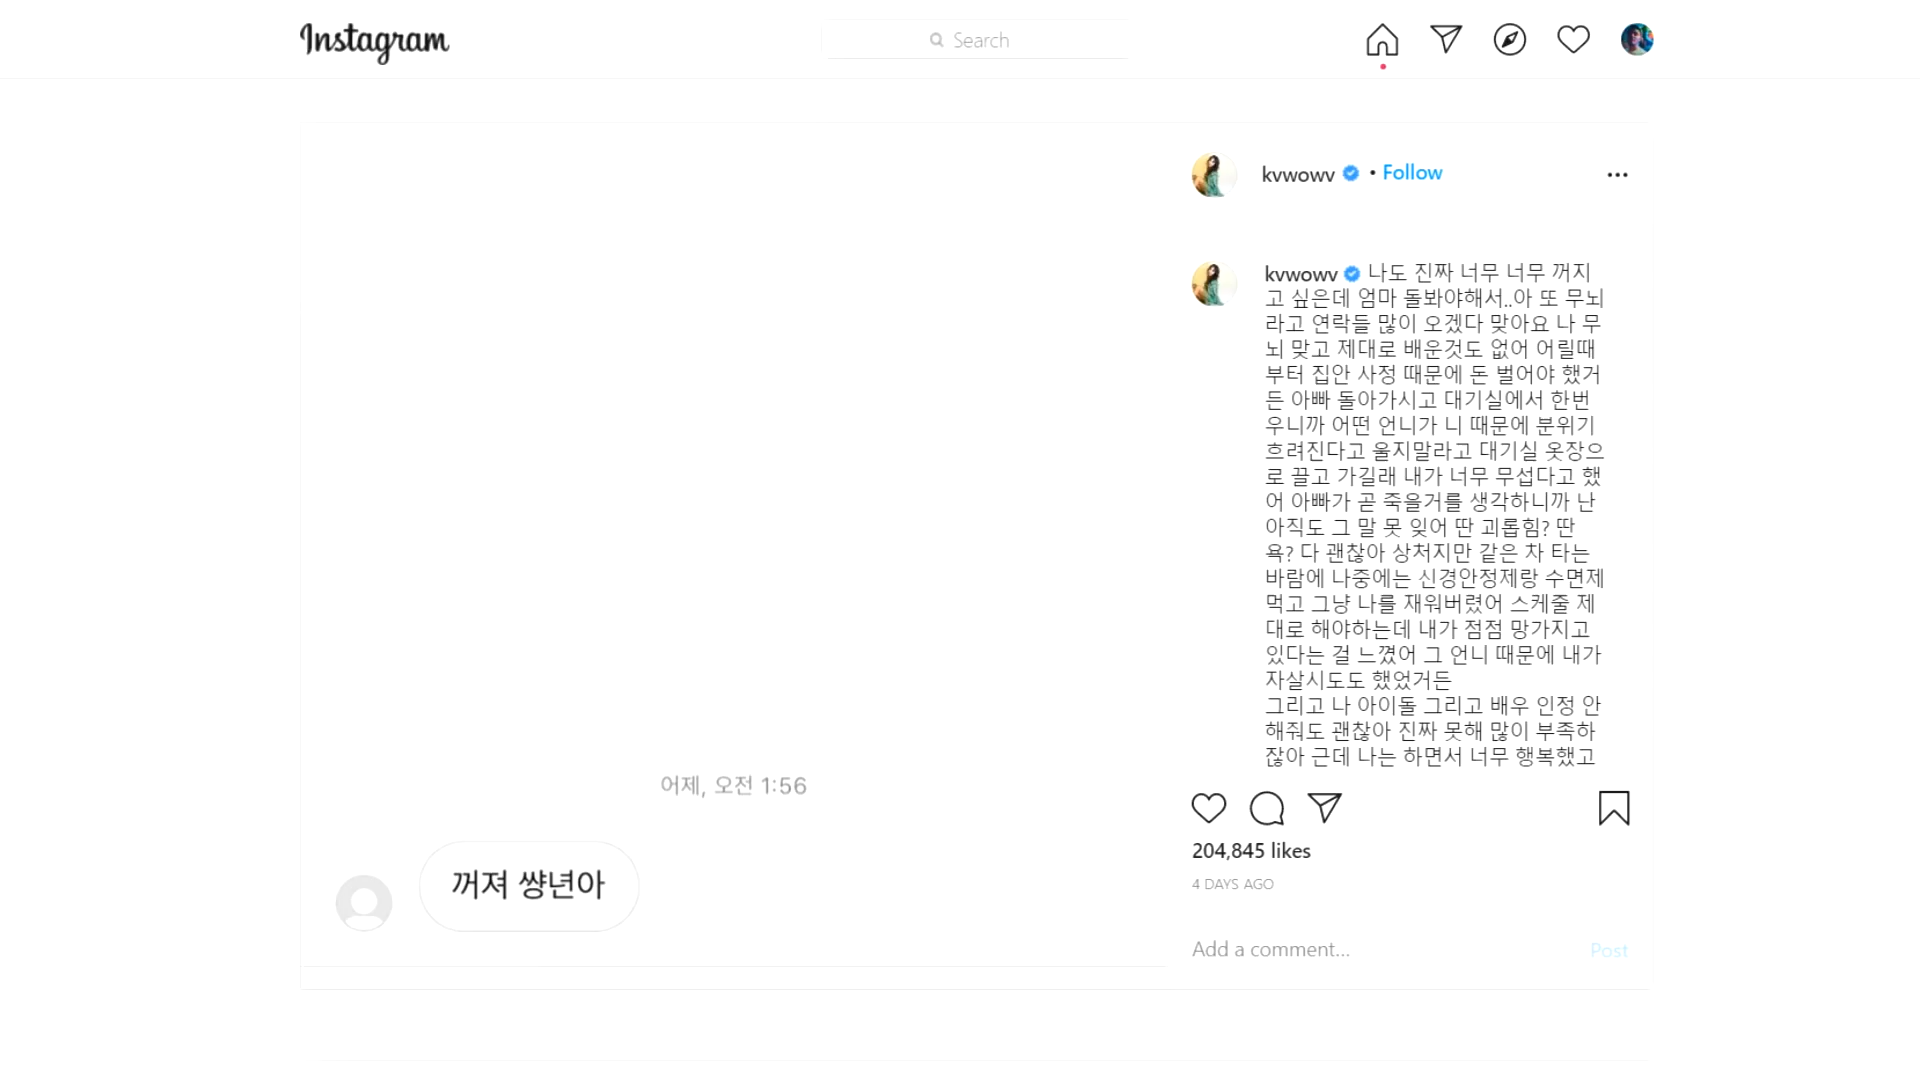 Instagram
Search
kvwowv • Follow
kvwowv 나도 진짜 너무 너무 꺼지
고 싶은데 엄마 돌봐야해서..아 또 무뇌
라고 연락들 많이 오겠다 맞아요 나 무
뇌 맞고 제대로 배운것도 없어 어릴때
부터 집안 사정 때문에 돈 벌어야 했거
든 아빠 돌아가시고 대기실에서 한번
우니까 어떤 언니가 니 때문에 분위기
흐려진다고 울지말라고 대기실 옷장으
로 끌고 가길래 내가 너무 무섭다고 했
어 아빠가 곧 죽을거를 생각하니까 난
아직도 그 말 못 잊어 딴 괴롭힘? 딴
욕? 다 괜찮아 상처지만 같은 차 타는
바람에 나중에는 신경안정제랑 수면제
먹고 그냥 나를 재워버렸어 스케줄 제
대로 해야하는데 내가 점점 망가지고
있다는 걸 느꼈어 그 언니 때문에 내가
자살시도도 했었거든
그리고 나 아이돌 그리고 배우 인정 안
해줘도 괜찮아 진짜 못해 많이 부족하
잖아 근데 나는 하면서 너무 행복했고
어제, 오전 1:56
꺼져 썅년아
204,845 likes
4 DAYS AGO
Add a comment...
Post